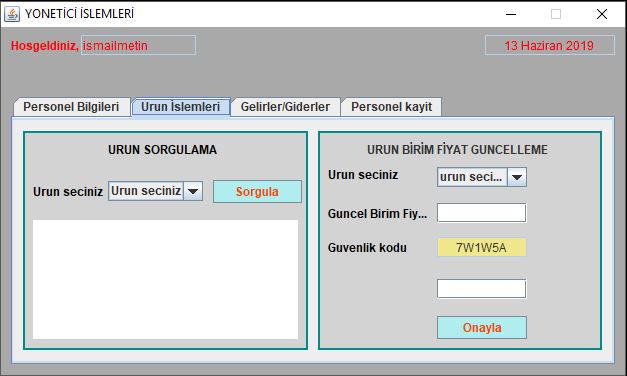 YONETİCİ İSLEMLERİ
Hosgeldiniz, ismailmetin
13 Haziran 2019
Personel Bilgileri
Urun İslemleri
Gelirler/Giderler
Personel kayit
URUN SORGULAMA
Urun seciniz
Urun seciniz
Sorgula
URUN BİRİM FİYAT GUNCELLEME
Urun seciniz
urun seci...
Guncel Birim Fiy...
Guvenlik kodu
7W1W5A
Onayla